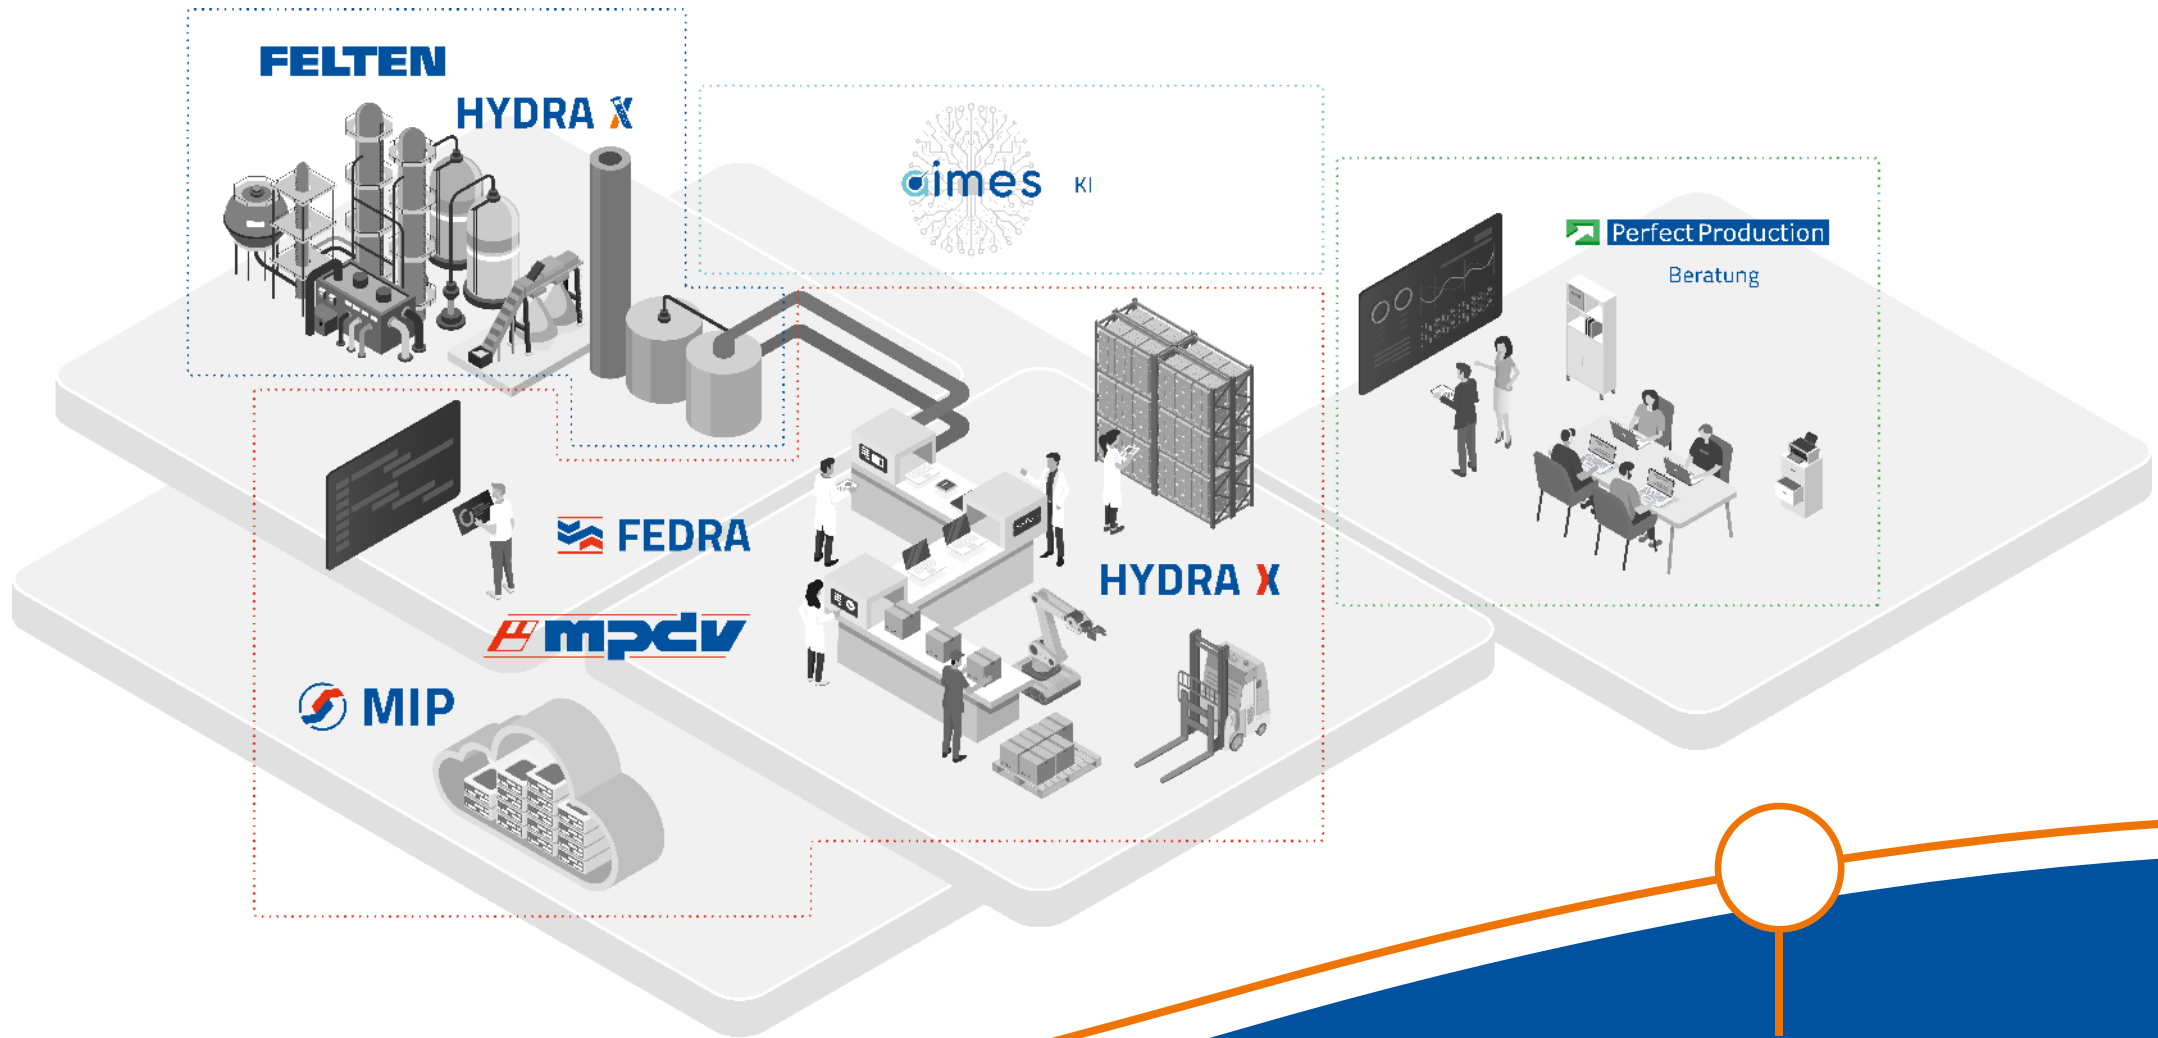 FELTEN
HYDRA X
aimes KI
Perfect Production
Beratung
FEDRA
HYDRA X
mpdv
MIP